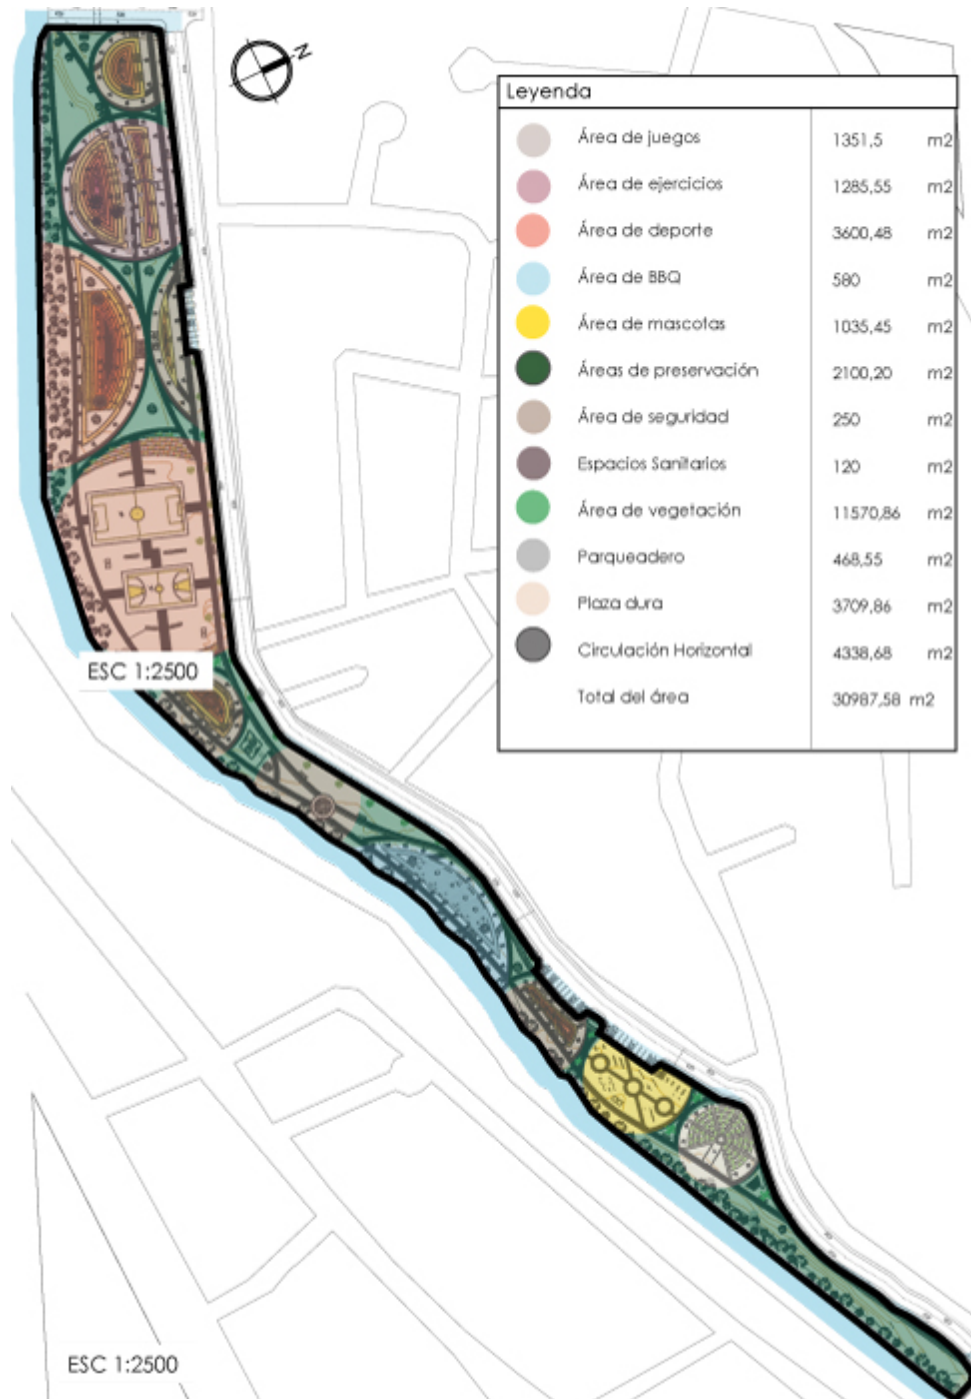 N
Leyenda
Área de juegos 1351,5 m2
Área de ejercicios 1285,55 m2
Área de deporte 3600,48 m2
Área de BBQ 580 m2
Área de mascotas 1035,45 m2
Áreas de preservación 2100,20 m2
Área de seguridad 250 m2
Espacios Sanitarios 120 m2
Área de vegetación 11570,86 m2
Parqueadero 468,55 m2
Plaza dura 3709,86 m2
Circulación Horizontal 4338,68 m2
Total del área 30987,58 m2
ESC 1:2500
ESC 1:2500